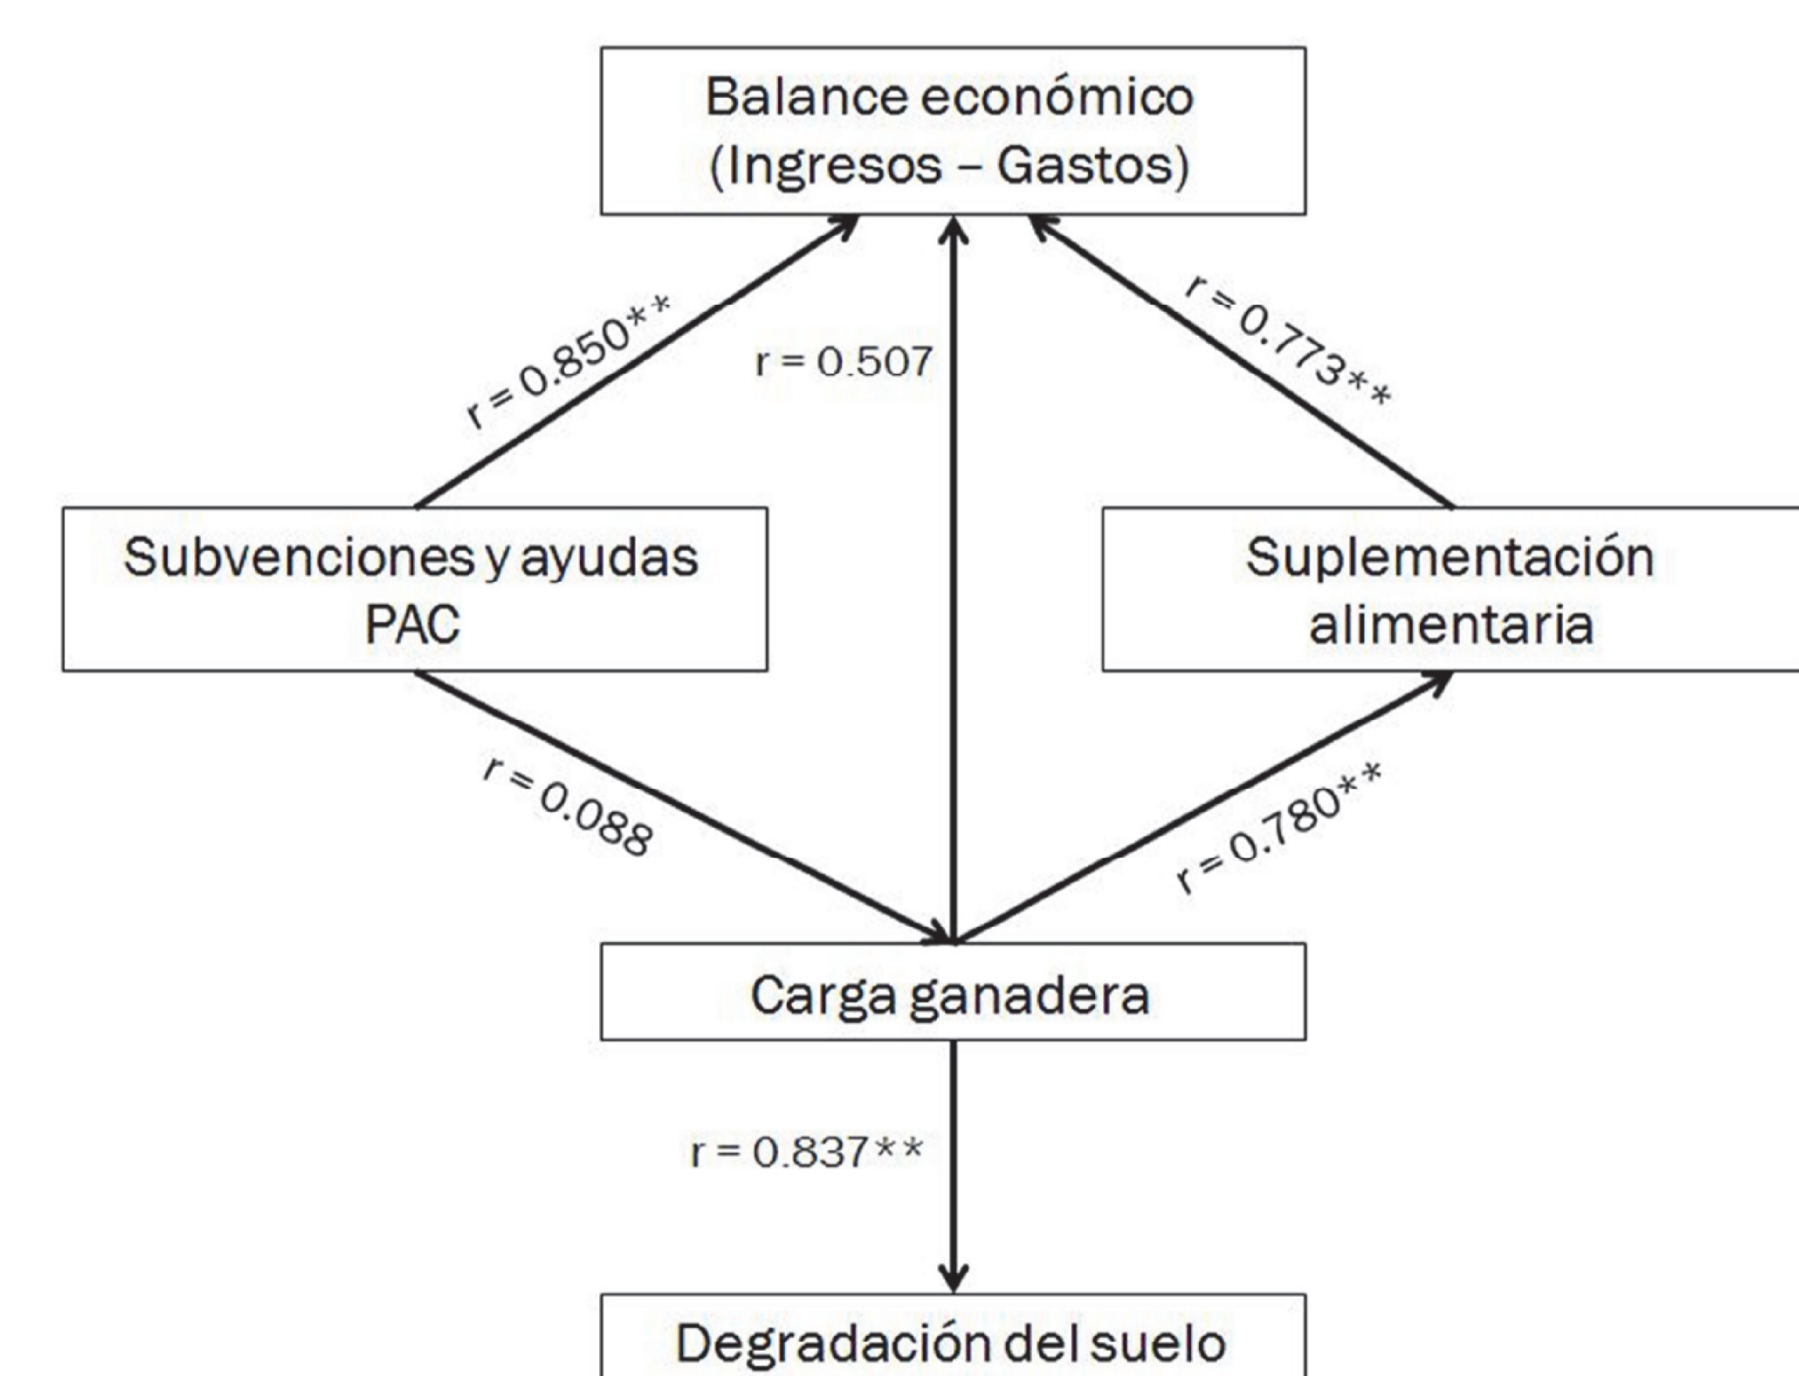 Balance económico
(Ingresos – Gastos)
r = 0.850**
r = 0.507
r = 0.773**
Subvenciones y ayudas
PAC
Suplementación
alimentaria
r = 0.088
r = 0.780**
Carga ganadera
r = 0.837**
Degradación del suelo